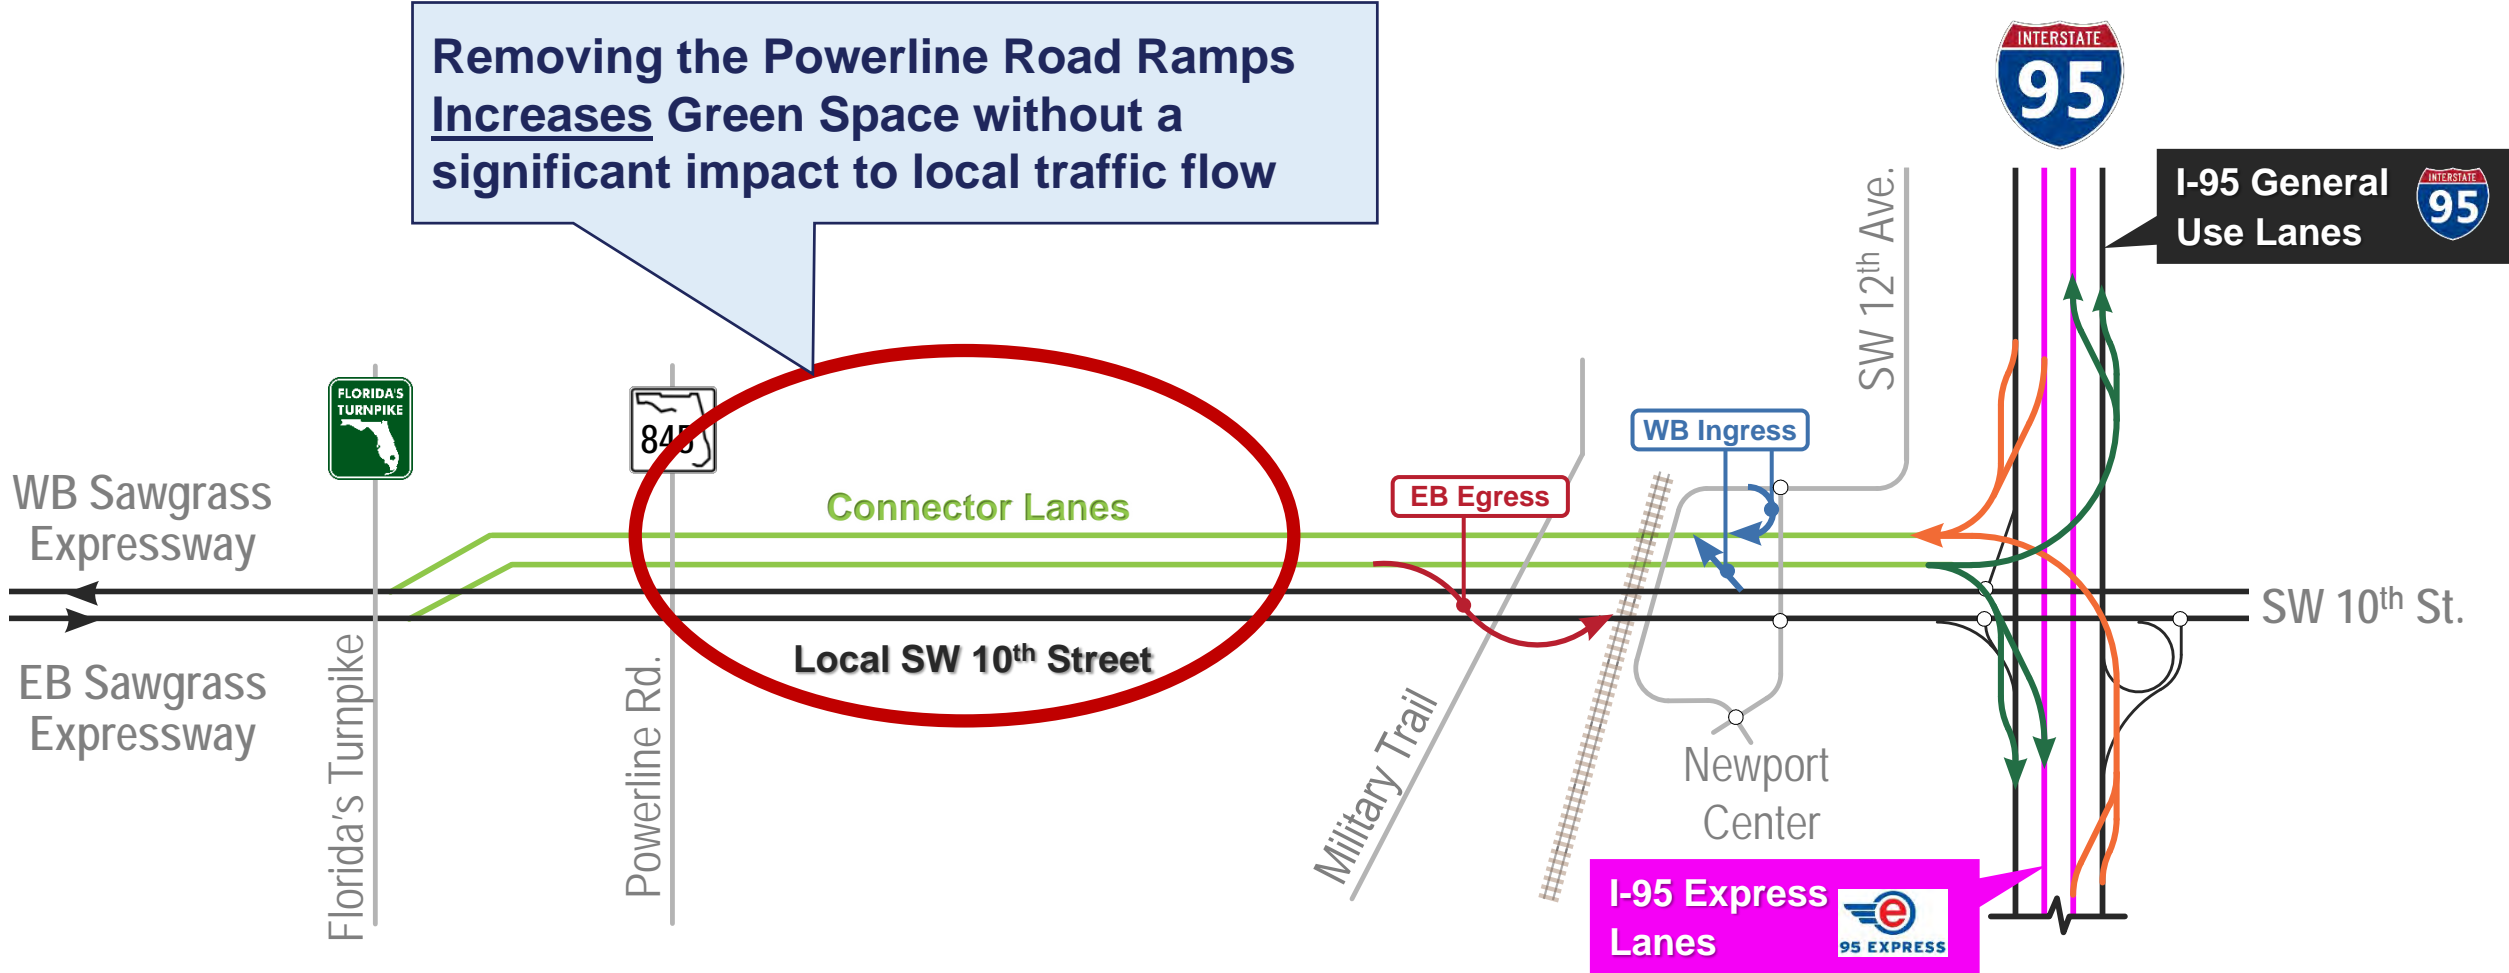 Removing the Powerline Road Ramps
Increases Green Space without a
significant impact to local traffic flow
INTERSTATE
95
I-95 General
Use Lanes
INTERSTATE
95
SW 12th Ave.
FLORIDA'S
TURNPIKE
845
WB Ingress
EB Egress
WB Sawgrass
Expressway
Connector Lanes
SW 10th St.
Local SW 10th Street
EB Sawgrass
Expressway
Florida's Turnpike
Powerline Rd.
Military Trail
Newport
Center
I-95 Express
Lanes
e
95 EXPRESS